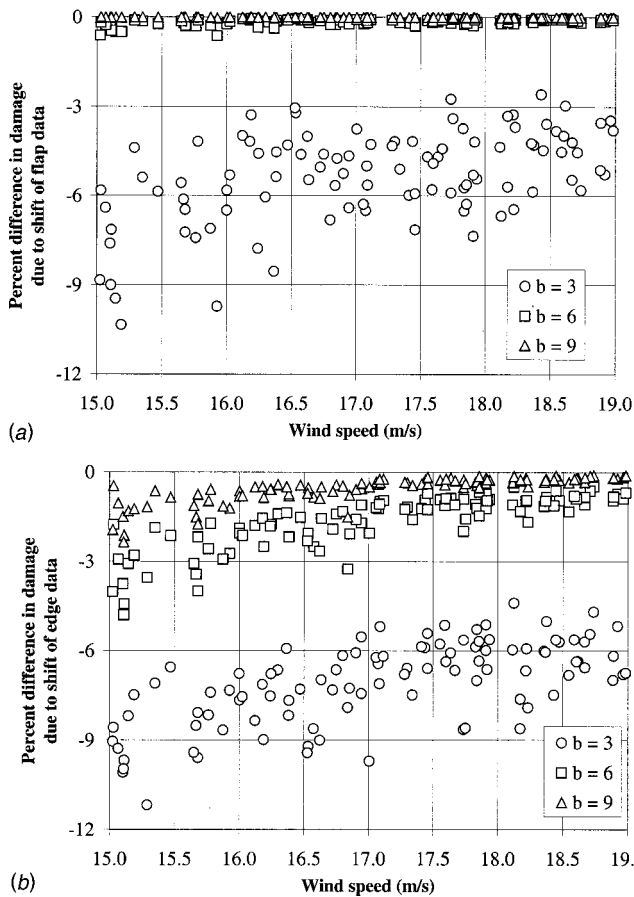 0
-3
-6
-9
-12
Percent difference in damage
due to shift of flap data
b = 3
b = 6
b = 9
15.0 15.5 16.0 16.5 17.0 17.5 18.0 18.5 19.0
Wind speed (m/s)
(a)
0
-3
-6
-9
-12
Percent difference in damage
due to shift of edge data
b = 3
b = 6
b = 9
15.0 15.5 16.0 16.5 17.0 17.5 18.0 18.5 19.
Wind speed (m/s)
(b)